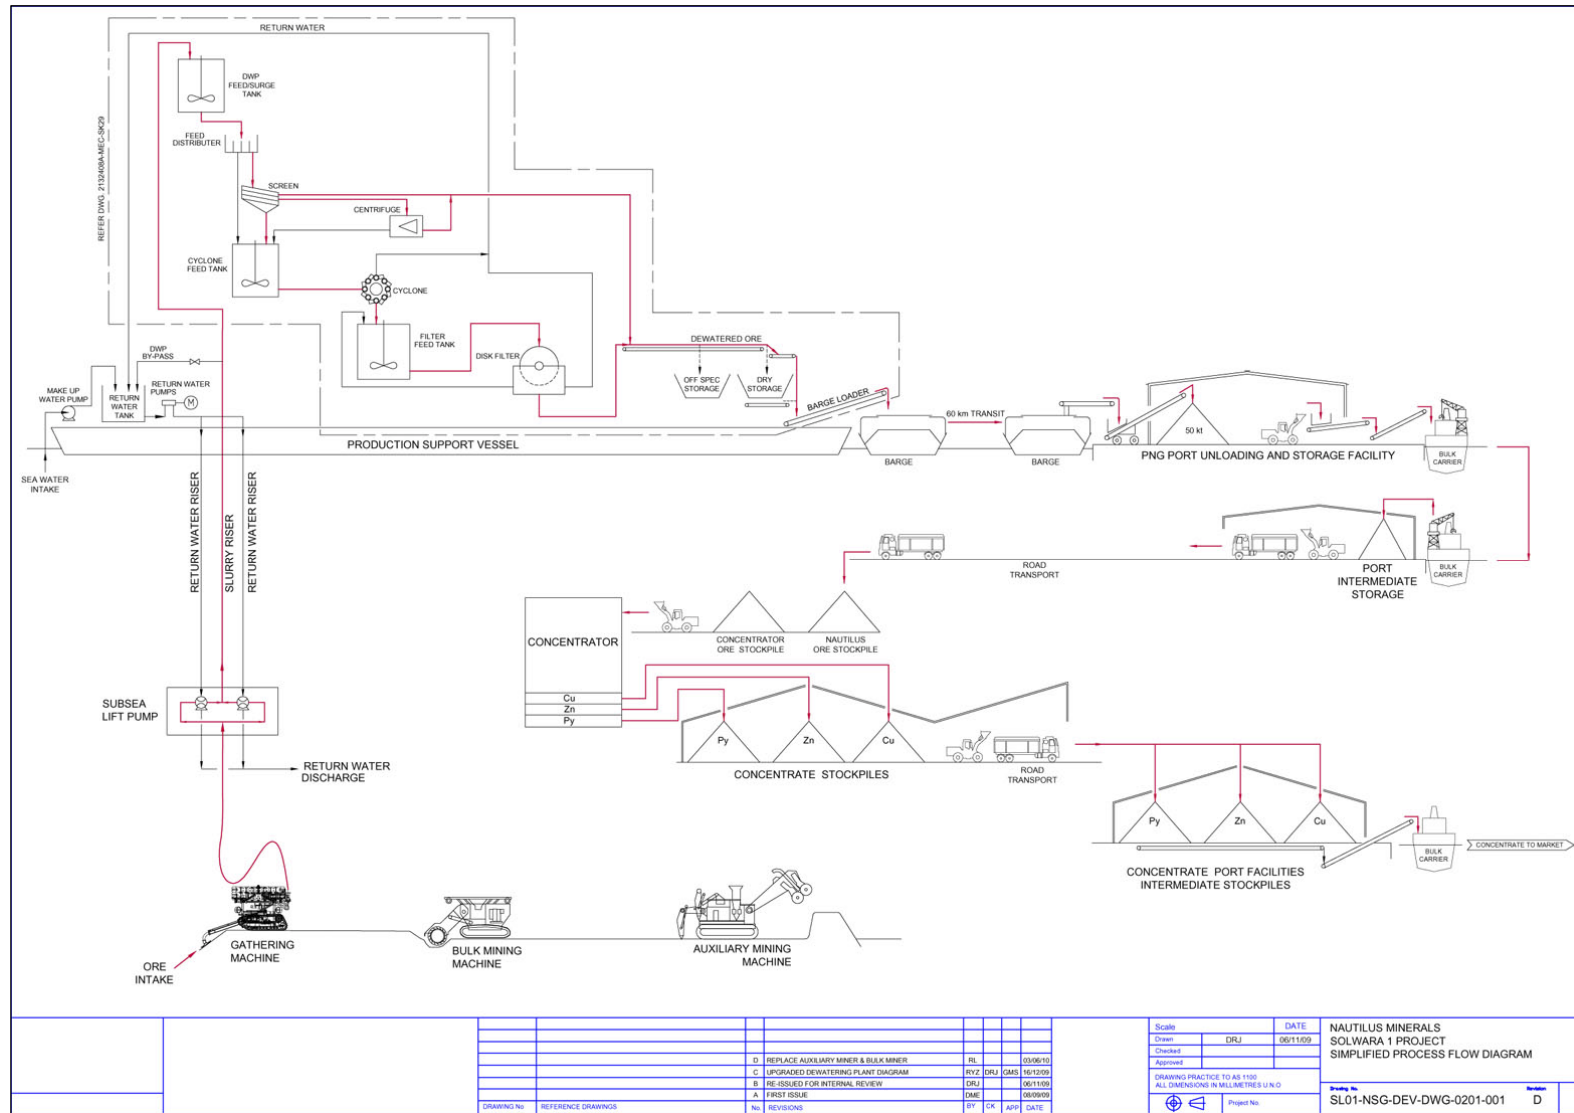 RETURN WATER
DWP
FEED/SURGE
TANK
FEED
DISTRIBUTER
REFER DWG 2132408A-MEC-SK29
SCREEN
CENTRIFUGE
CYCLONE
FEED TANK
CYCLONE
FILTER
FEED TANK
DISK FILTER
DWP
BY-PASS
MAKE UP
WATER PUMP
RETURN
WATER
TANK
RETURN WATER
PUMPS
M
DEWATERED ORE
OFF SPEC
STORAGE
DRY
STORAGE
BARGE LOADER
60 km TRANSIT
50 kt
PRODUCTION SUPPORT VESSEL
BARGE
BARGE
PNG PORT UNLOADING AND STORAGE FACILITY
BULK
CARRIER
SEA WATER
INTAKE
RETURN WATER RISER
SLURRY RISER
RETURN WATER RISER
ROAD
TRANSPORT
PORT
INTERMEDIATE
STORAGE
BULK
CARRIER
CONCENTRATOR
CONCENTRATOR
ORE STOCKPILE
NAUTILUS
ORE STOCKPILE
Cu
Zn
Py
SUBSEA
LIFT PUMP
Py
Zn
Cu
CONCENTRATE STOCKPILES
ROAD
TRANSPORT
RETURN WATER
DISCHARGE
Py
Zn
Cu
BULK
CARRIER
CONCENTRATE TO MARKET
CONCENTRATE PORT FACILITIES
INTERMEDIATE STOCKPILES
ORE
INTAKE
GATHERING
MACHINE
BULK MINING
MACHINE
AUXILIARY MINING
MACHINE
D REPLACE AUXILIARY MINER & BULK MINER RL 03/06/10
C UPGRADED DEWATERING PLANT DIAGRAM RYZ DRJ GMS 16/12/09
B RE-ISSUED FOR INTERNAL REVIEW DRJ 06/11/09
A FIRST ISSUE DME 08/09/09
DRAWING No REFERENCE DRAWINGS No. REVISIONS BY CK APP DATE
Scale DATE
Drawn DRJ 06/11/09
Checked
Approved
DRAWING PRACTICE TO AS 1100
ALL DIMENSIONS IN MILLIMETRES U.N.O
Project No.
NAUTILUS MINERALS
SOLWARA 1 PROJECT
SIMPLIFIED PROCESS FLOW DIAGRAM
Drawing No. Revision
SL01-NSG-DEV-DWG-0201-001 D